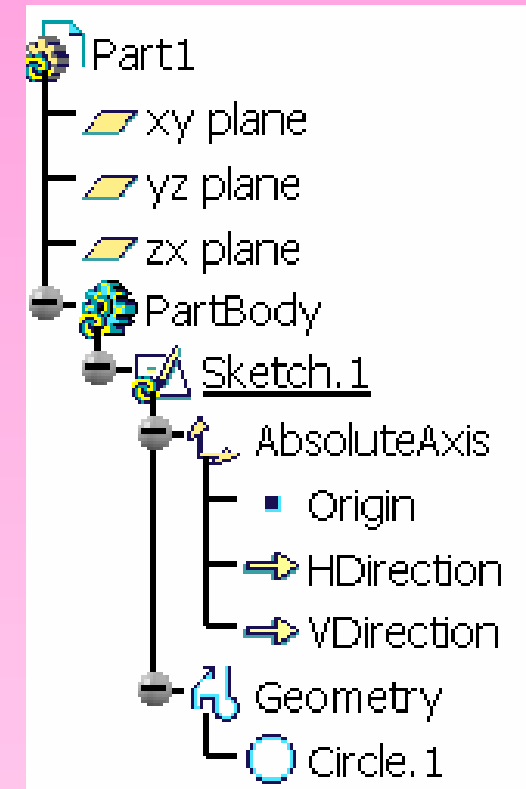 Part1
xy plane
yz plane
zx plane
PartBody
Sketch.1
AbsoluteAxis
Origin
HDirection
VDirection
Geometry
Circle.1